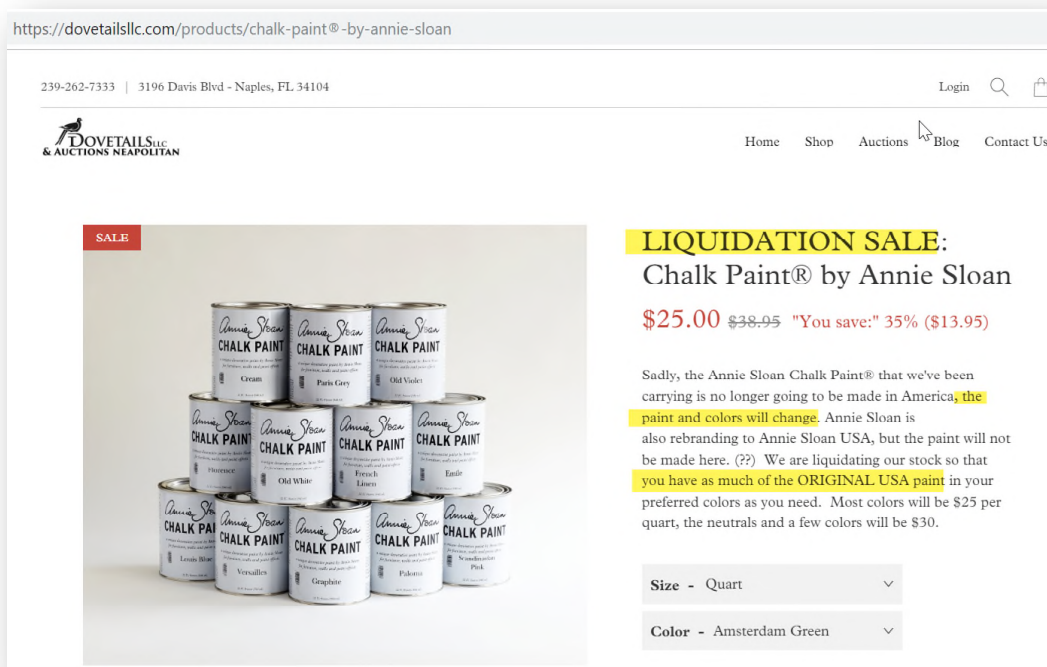 https://dovetailsllc.com/products/chalk-paint®-by-annie-sloan
239-262-7333 | 3196 Davis Blvd - Naples, FL 34104
Login
DOVETAILS LLC
& AUCTIONS NEAPOLITAN
Home Shop Auctions Blog Contact Us
SALE
LIQUIDATION SALE:
Chalk Paint® by Annie Sloan
$25.00 $38.95 "You save:" 35% ($13.95)
Sadly, the Annie Sloan Chalk Paint® that we've been
carrying is no longer going to be made in America, the
paint and colors will change. Annie Sloan is
also rebranding to Annie Sloan USA, but the paint will not
be made here. (??) We are liquidating our stock so that
you have as much of the ORIGINAL USA paint in your
preferred colors as you need. Most colors will be $25 per
quart, the neutrals and a few colors will be $30.
Size - Quart
Color - Amsterdam Green
Annie Sloan Annie Sloan Annie Sloan
CHALK PAINT CHALK PAINT CHALK PAINT
Cream Paris Grey Old Violet
Annie Sloan Annie Sloan Annie Sloan Annie Sloan
CHALK PAINT CHALK PAINT CHALK PAINT CHALK PAINT
Florence Old White French Linen Emile
Annie Sloan Annie Sloan Annie Sloan Annie Sloan Annie Sloan
CHALK PAI CHALK PAINT CHALK PAINT CHALK PAINT CHALK PAINT
Louis Blue Versailles Graphite Paloma Scandinavian Pink